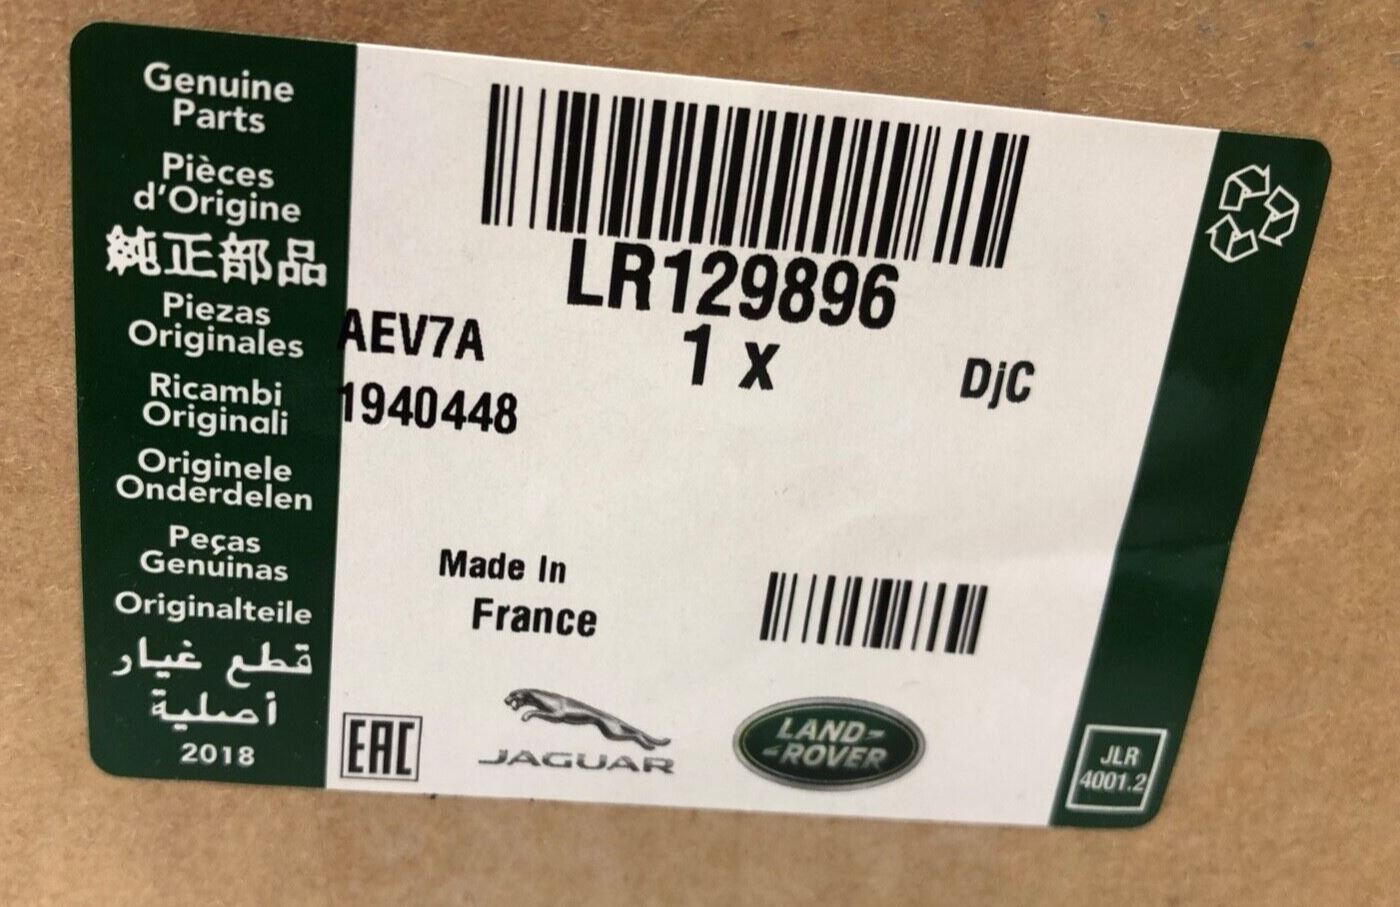 Genuine
Parts
Pièces
d'Origine
純正部品
Piezas
Originales
Ricambi
Originali
Originele
Onderdelen
Peças
Genuinas
Originalteile
قطع غيار
أصلية
2018
LR129896
AEV7A
1 x
DjC
1940448
Made In
France
EAC
JAGUAR
LAND-
-ROVER
JLR
4001.2